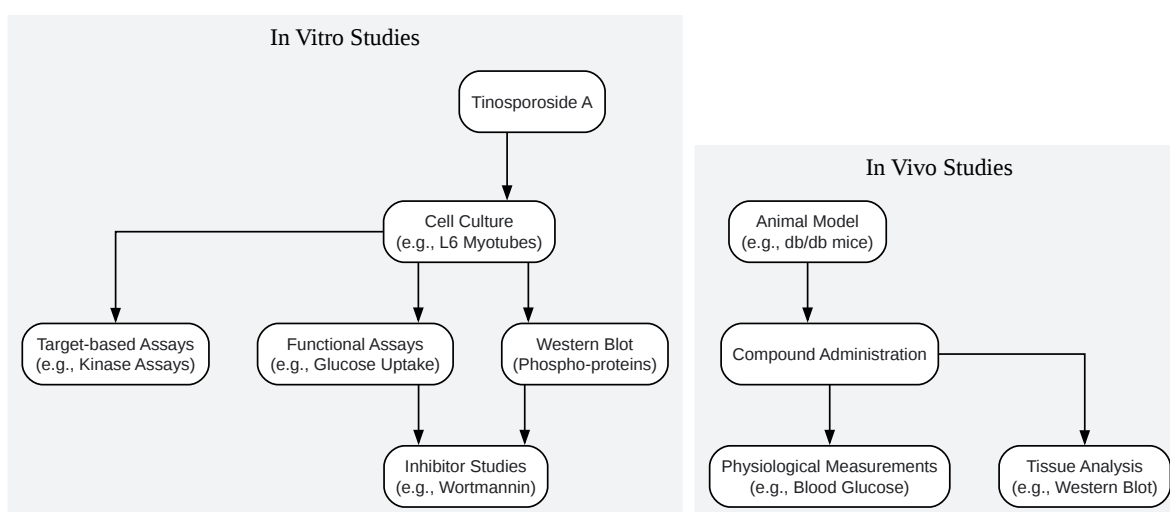 In Vitro Studies
Tinosporoside A
Cell Culture
(e.g., L6 Myotubes)
Target-based Assays
(e.g., Kinase Assays)
Functional Assays
(e.g., Glucose Uptake)
Western Blot
(Phospho-proteins)
Inhibitor Studies
(e.g., Wortmannin)
In Vivo Studies
Animal Model
(e.g., db/db mice)
Compound Administration
Physiological Measurements
(e.g., Blood Glucose)
Tissue Analysis
(e.g., Western Blot)